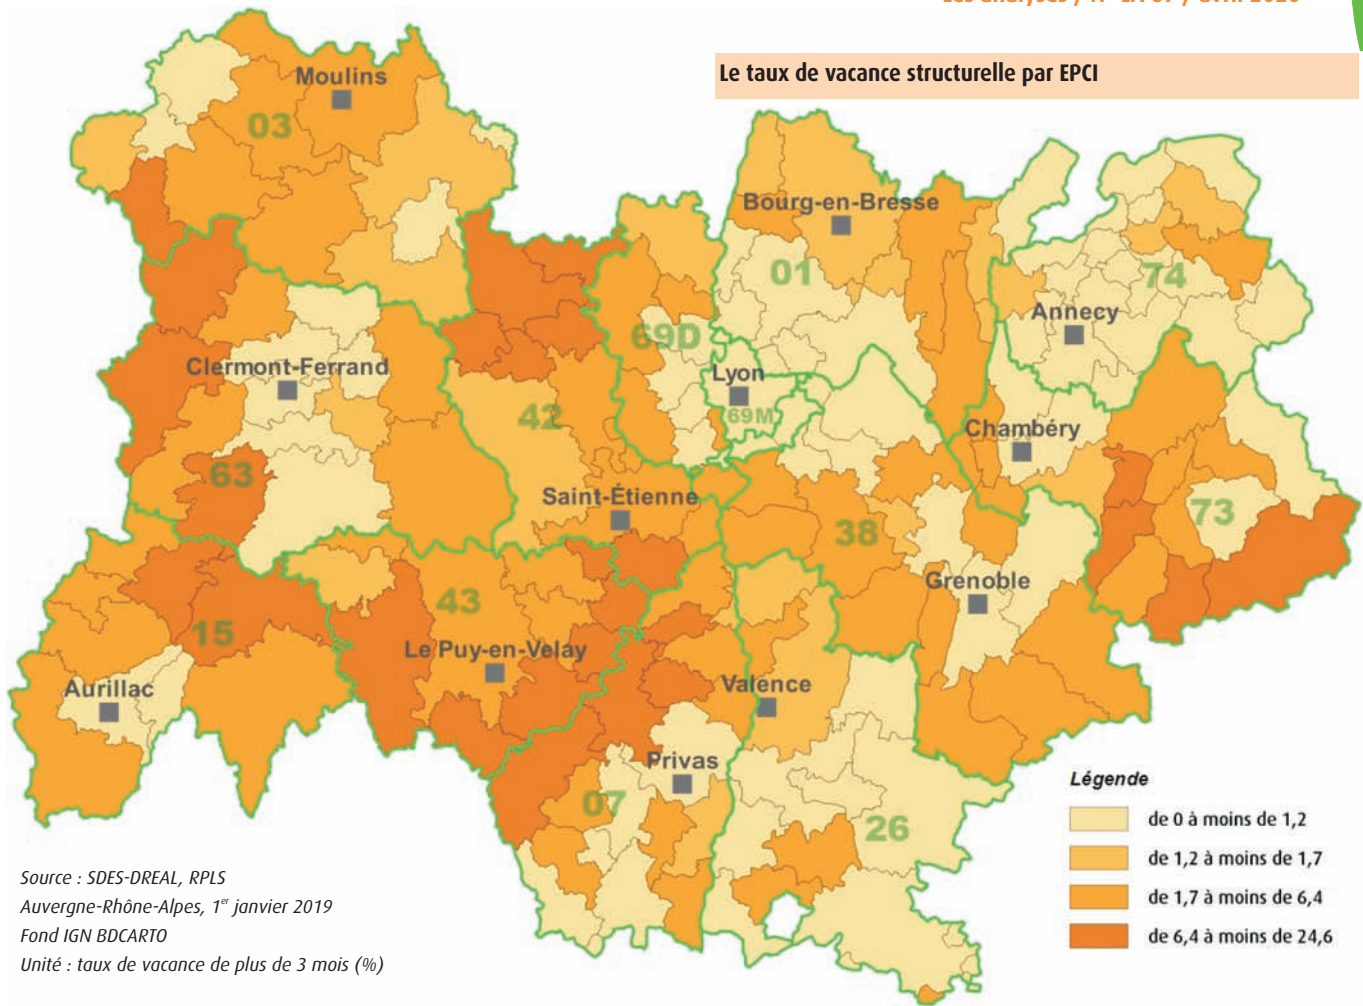 Le taux de vacance structurelle par EPCI
Moulins
03
Bourg-en-Bresse
01
74
Annecy
69D
Clermont-Ferrand
Lyon
69M
42
Chambéry
63
Saint-Étienne
73
38
Grenoble
43
15
Le Puy-en-Velay
Aurillac
Valence
Privas
07
26
Légende
de 0 à moins de 1,2
de 1,2 à moins de 1,7
de 1,7 à moins de 6,4
de 6,4 à moins de 24,6
Source : SDES-DREAL, RPLS
Auvergne-Rhône-Alpes, 1er janvier 2019
Fond IGN BDCARTO
Unité : taux de vacance de plus de 3 mois (%)